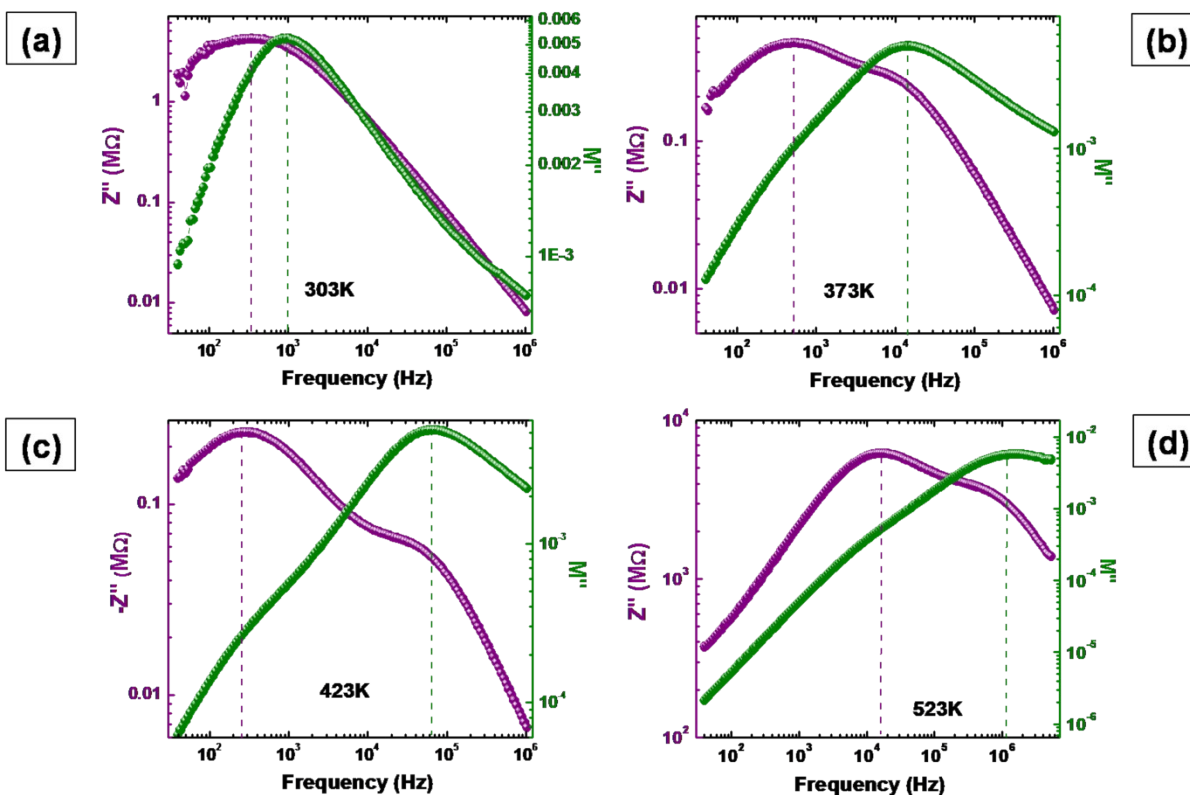 (a)
Z'' (MΩ)
1
0.1
0.01
0.006
0.005
0.004
0.003
0.002
1E-3
M''
303K
10² 10³ 10⁴ 10⁵ 10⁶
Frequency (Hz)
(b)
Z'' (MΩ)
0.1
0.01
10⁻³
10⁻⁴
M''
373K
10² 10³ 10⁴ 10⁵ 10⁶
Frequency (Hz)
(c)
-Z'' (MΩ)
0.1
0.01
10⁻³
10⁻⁴
M''
423K
10² 10³ 10⁴ 10⁵ 10⁶
Frequency (Hz)
(d)
Z'' (MΩ)
10⁴
10³
10²
10⁻²
10⁻³
10⁻⁴
10⁻⁵
10⁻⁶
M''
523K
10² 10³ 10⁴ 10⁵ 10⁶
Frequency (Hz)